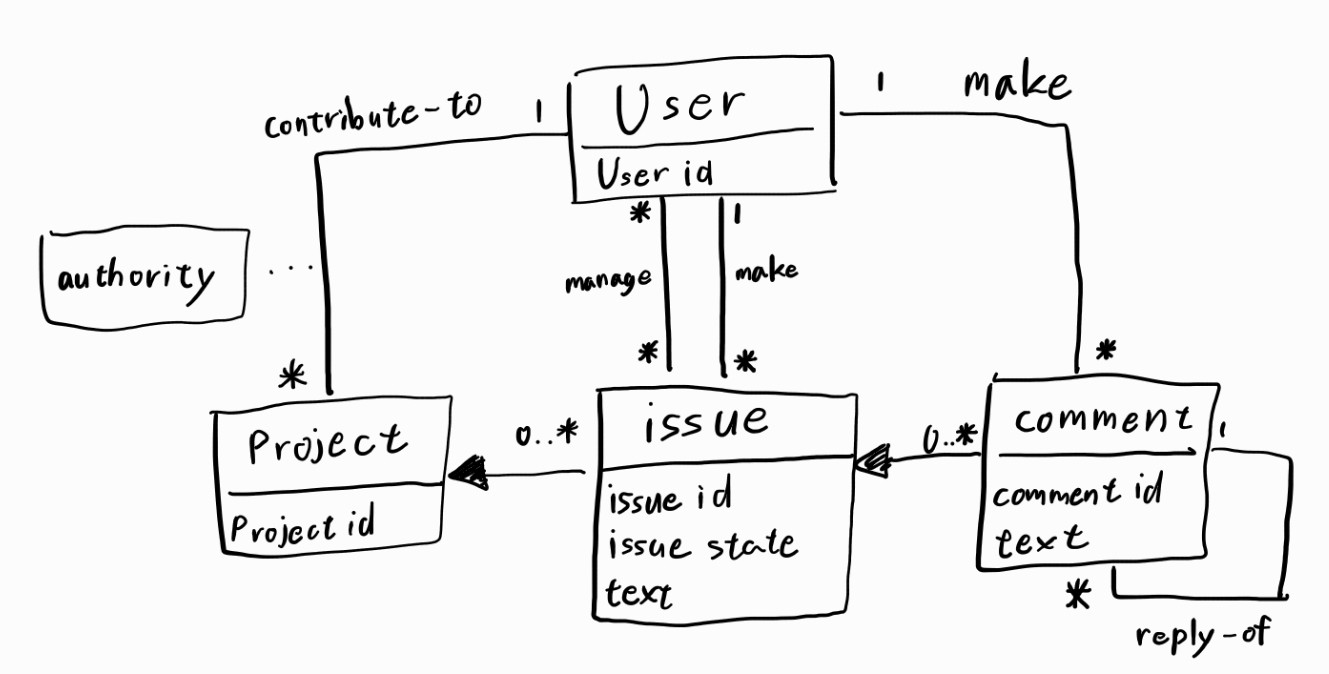 contribute-to
1
User
User id
1
make
authority
...
*
manage
*
1
make
*
*
*
Project
Project id
0..*
issue
issue id
issue state
text
0..*
comment
comment id
text
1
*
reply-of